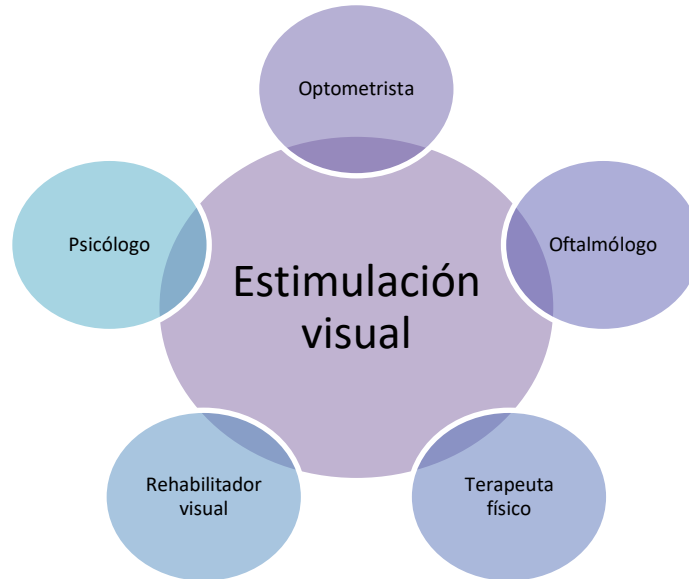 Optometrista
Psicólogo
Oftalmólogo
Estimulación
visual
Rehabilitador
visual
Terapeuta
físico